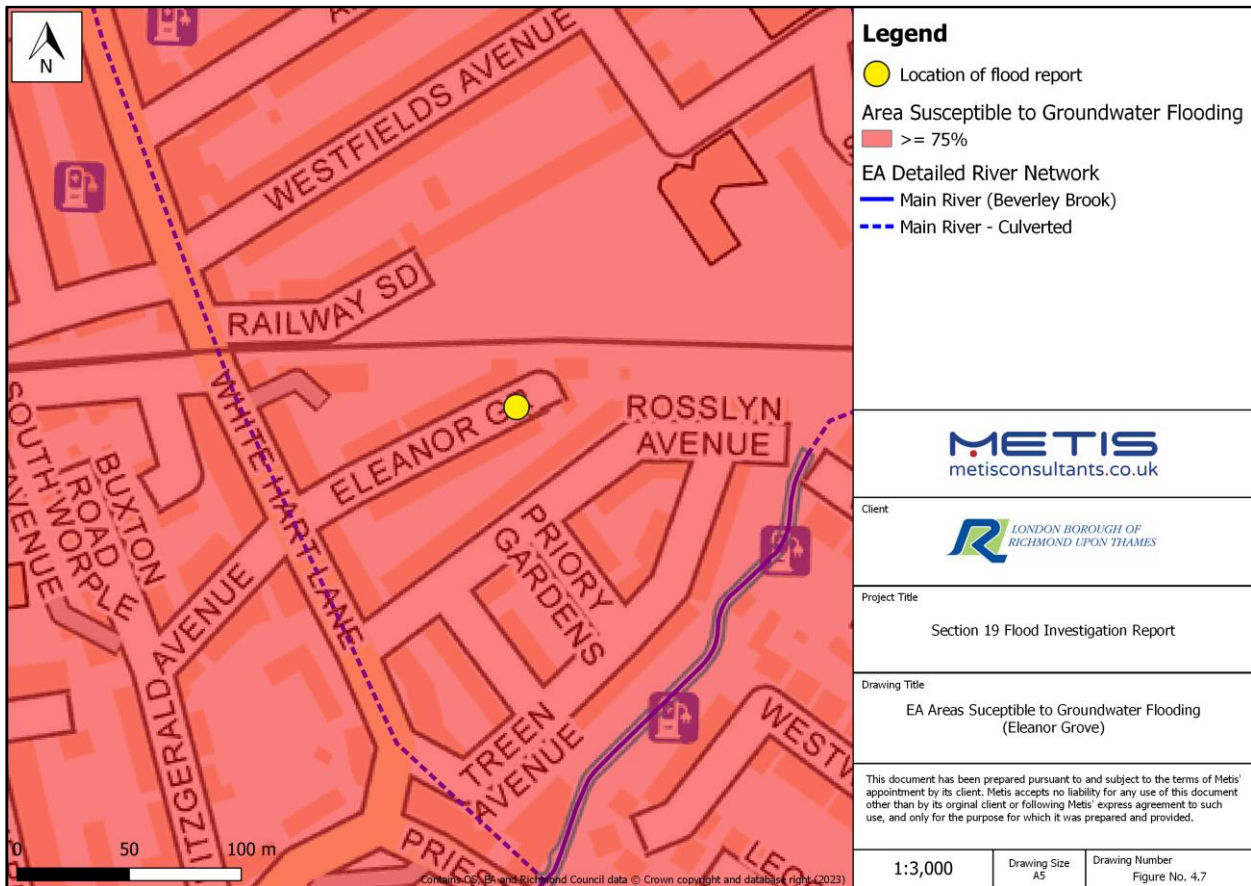 N
WESTFIELDS AVENUE
RAILWAY SD
WHITE HART LANE
ELEANOR GR
ROSSLYN
AVENUE
SOUTH WORPLE
AVENUE
BUXTON
ROAD
ITZGERALD AVENUE
PRIORY
GARDENS
TREEN
AVENUE
WESTW
PRIES
LEO
0 50 100 m
Contains OS, EA and Richmond Council data © Crown copyright and database right (2023)
Legend
Location of flood report
Area Susceptible to Groundwater Flooding
>= 75%
EA Detailed River Network
Main River (Beverley Brook)
Main River - Culverted
METIS
metisconsultants.co.uk
Client
LONDON BOROUGH OF
RICHMOND UPON THAMES
Project Title
Section 19 Flood Investigation Report
Drawing Title
EA Areas Suceptible to Groundwater Flooding
(Eleanor Grove)
This document has been prepared pursuant to and subject to the terms of Metis'
appointment by its client. Metis accepts no liability for any use of this document
other than by its orginal client or following Metis' express agreement to such
use, and only for the purpose for which it was prepared and provided.
1:3,000
Drawing Size
A5
Drawing Number
Figure No. 4.7